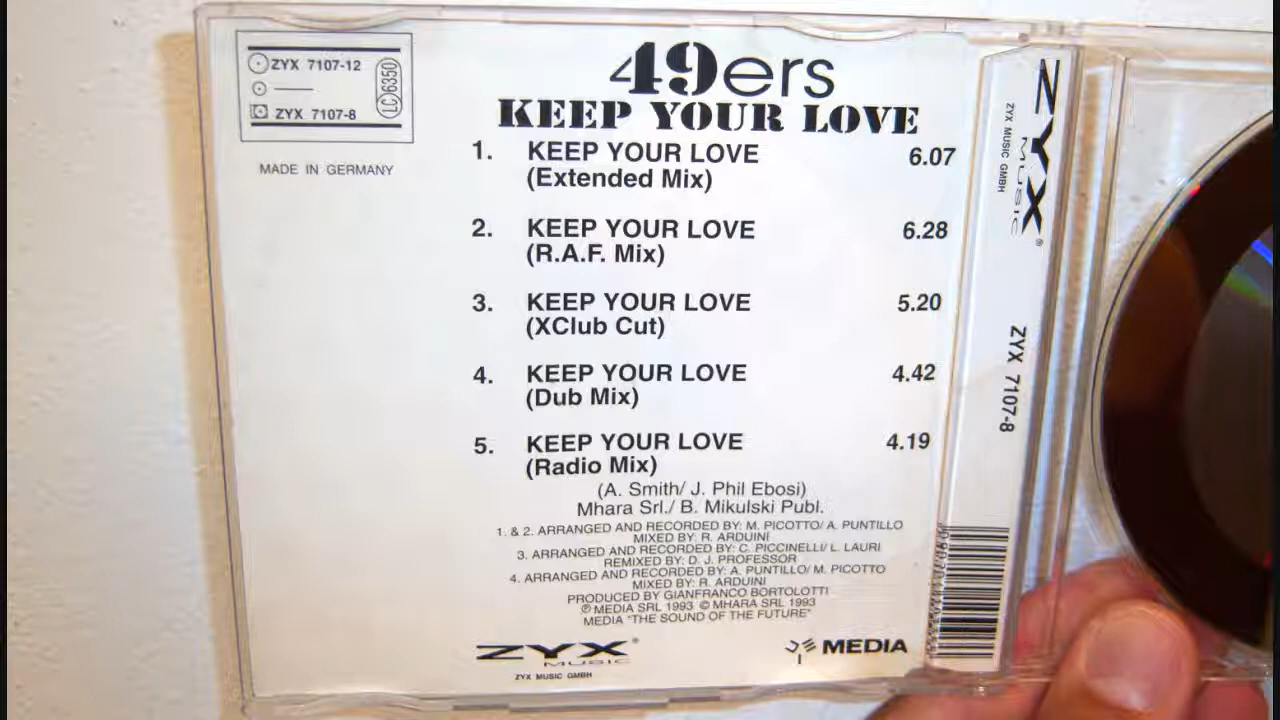 ZYX 7107-12
ZYX 7107-8
LC 6350
MADE IN GERMANY
49ers
KEEP YOUR LOVE
1. KEEP YOUR LOVE 6.07
(Extended Mix)
2. KEEP YOUR LOVE 6.28
(R.A.F. Mix)
3. KEEP YOUR LOVE 5.20
(XClub Cut)
4. KEEP YOUR LOVE 4.42
(Dub Mix)
5. KEEP YOUR LOVE 4.19
(Radio Mix)
(A. Smith/ J. Phil Ebosi)
Mhara Srl./ B. Mikulski Publ.
1. & 2. ARRANGED AND RECORDED BY: M. PICOTTO/ A. PUNTILLO
MIXED BY: R. ARDUINI
3. ARRANGED AND RECORDED BY: C. PICCINELLI/ L. LAURI
REMIXED BY: D. J. PROFESSOR
4. ARRANGED AND RECORDED BY: A. PUNTILLO/ M. PICOTTO
MIXED BY: R. ARDUINI
PRODUCED BY GIANFRANCO BORTOLOTTI
℗ MEDIA SRL 1993 © MHARA SRL 1993
MEDIA "THE SOUND OF THE FUTURE"
ZYX®
MUSIC
ZYX MUSIC GMBH
MEDIA
ZYX®
MUSIC
ZYX MUSIC GMBH
ZYX 7107-8